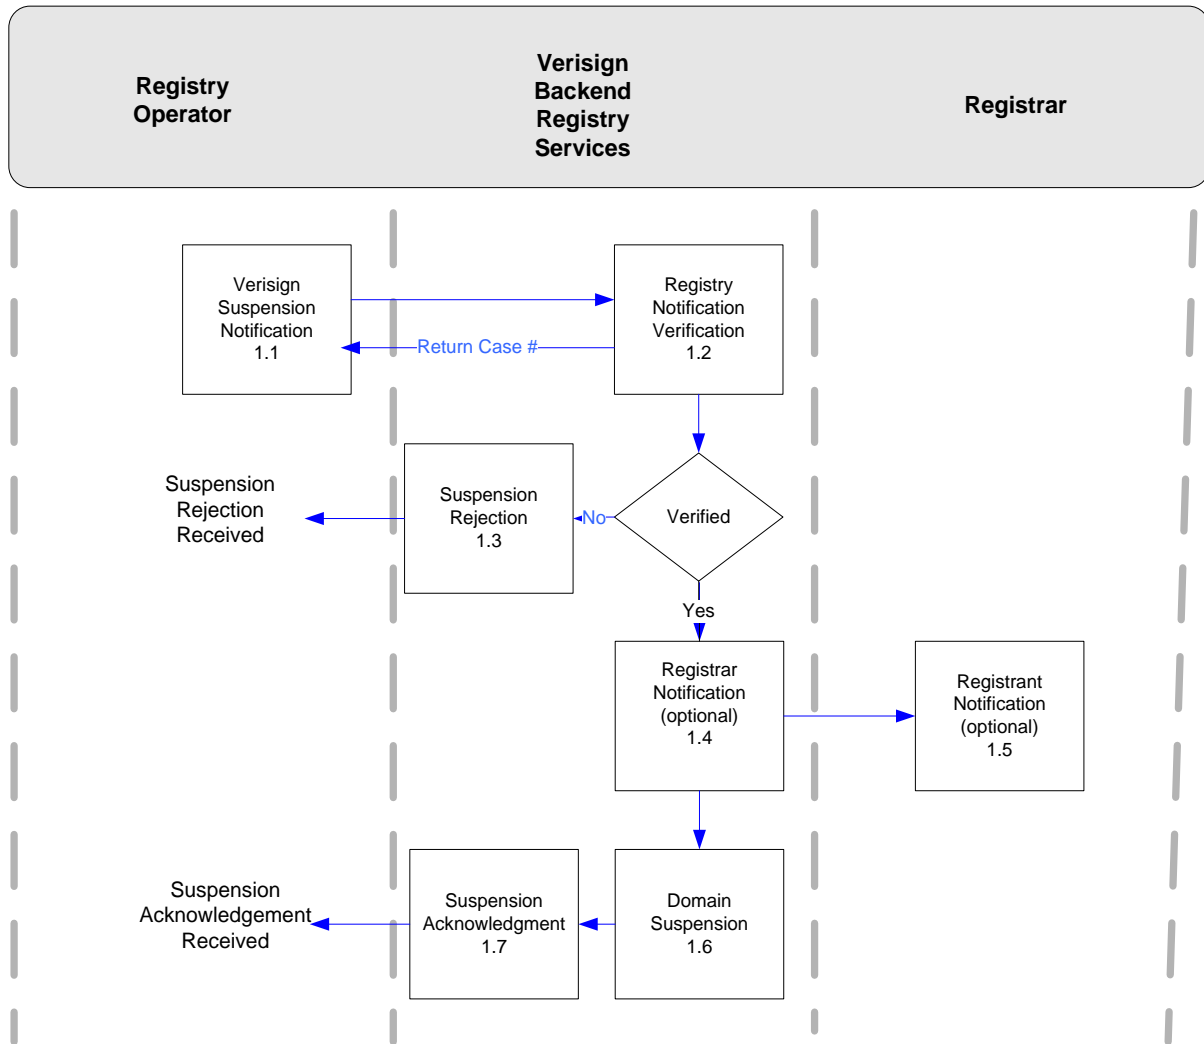 Registry
Operator
Verisign
Backend
Registry
Services
Registrar
Verisign
Suspension
Notification
1.1
Registry
Notification
Verification
1.2
Return Case #
Suspension
Rejection
Received
Suspension
Rejection
1.3
No
Verified
Yes
Registrar
Notification
(optional)
1.4
Registrant
Notification
(optional)
1.5
Suspension
Acknowledgement
Received
Suspension
Acknowledgment
1.7
Domain
Suspension
1.6